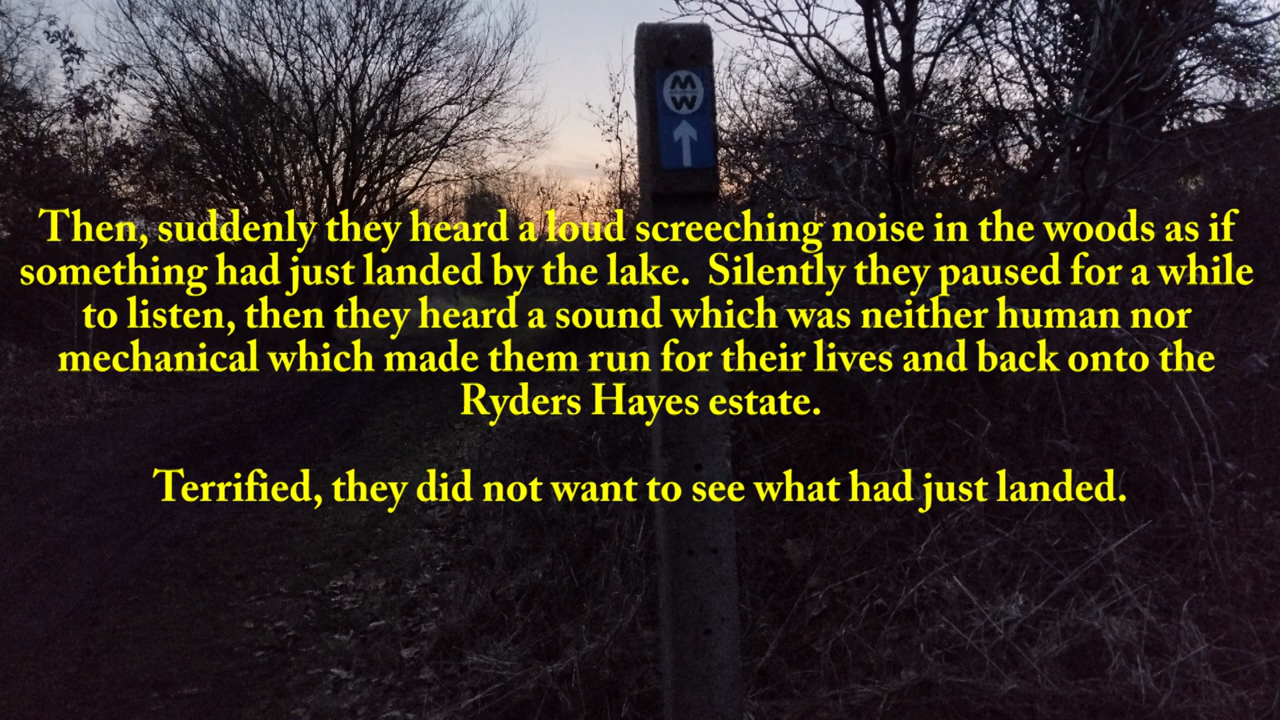 M
W
Then, suddenly they heard a loud screeching noise in the woods as if
something had just landed by the lake.  Silently they paused for a while
to listen, then they heard a sound which was neither human nor
mechanical which made them run for their lives and back onto the
Ryders Hayes estate.
Terrified, they did not want to see what had just landed.